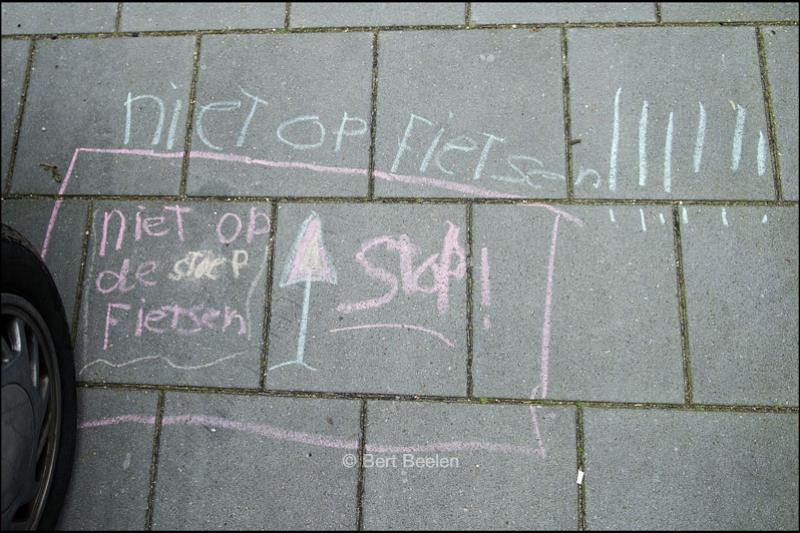 niet op Fietsen !!!!!!
niet op
de stoep
Fietsen
Stop!
© Bert Beelen